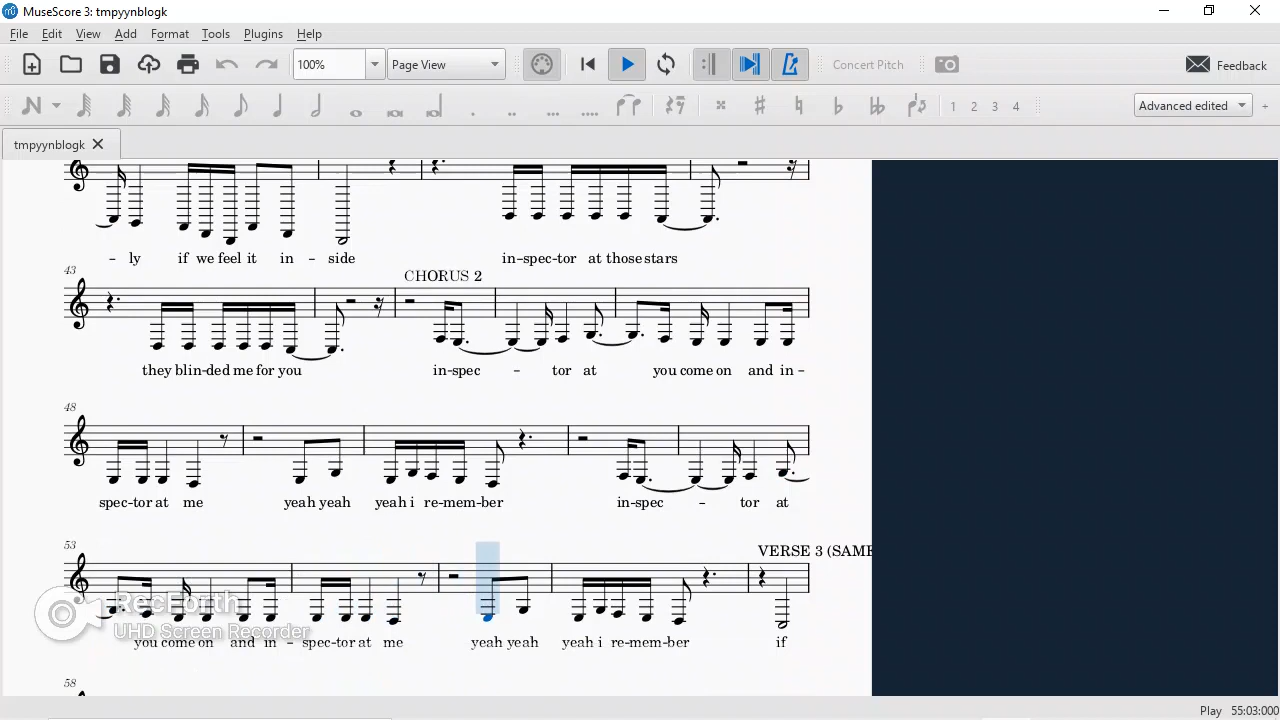 MuseScore 3: tmpyynblogk
File Edit View Add Format Tools Plugins Help
100% Page View Concert Pitch Feedback
1 2 3 4 Advanced edited +
tmpyynblogk
- ly if we feel it in - side in-spec-tor at those stars
43 CHORUS 2
they blin-ded me for you in-spec - tor at you come on and in -
48
spec-tor at me yeah yeah yeah i re-mem-ber in-spec - tor at
53 VERSE 3 (SAME
RecForth
UHD Screen Recorder
you come on and in - spec-tor at me yeah yeah yeah i re-mem-ber if
58
Play 55:03:000